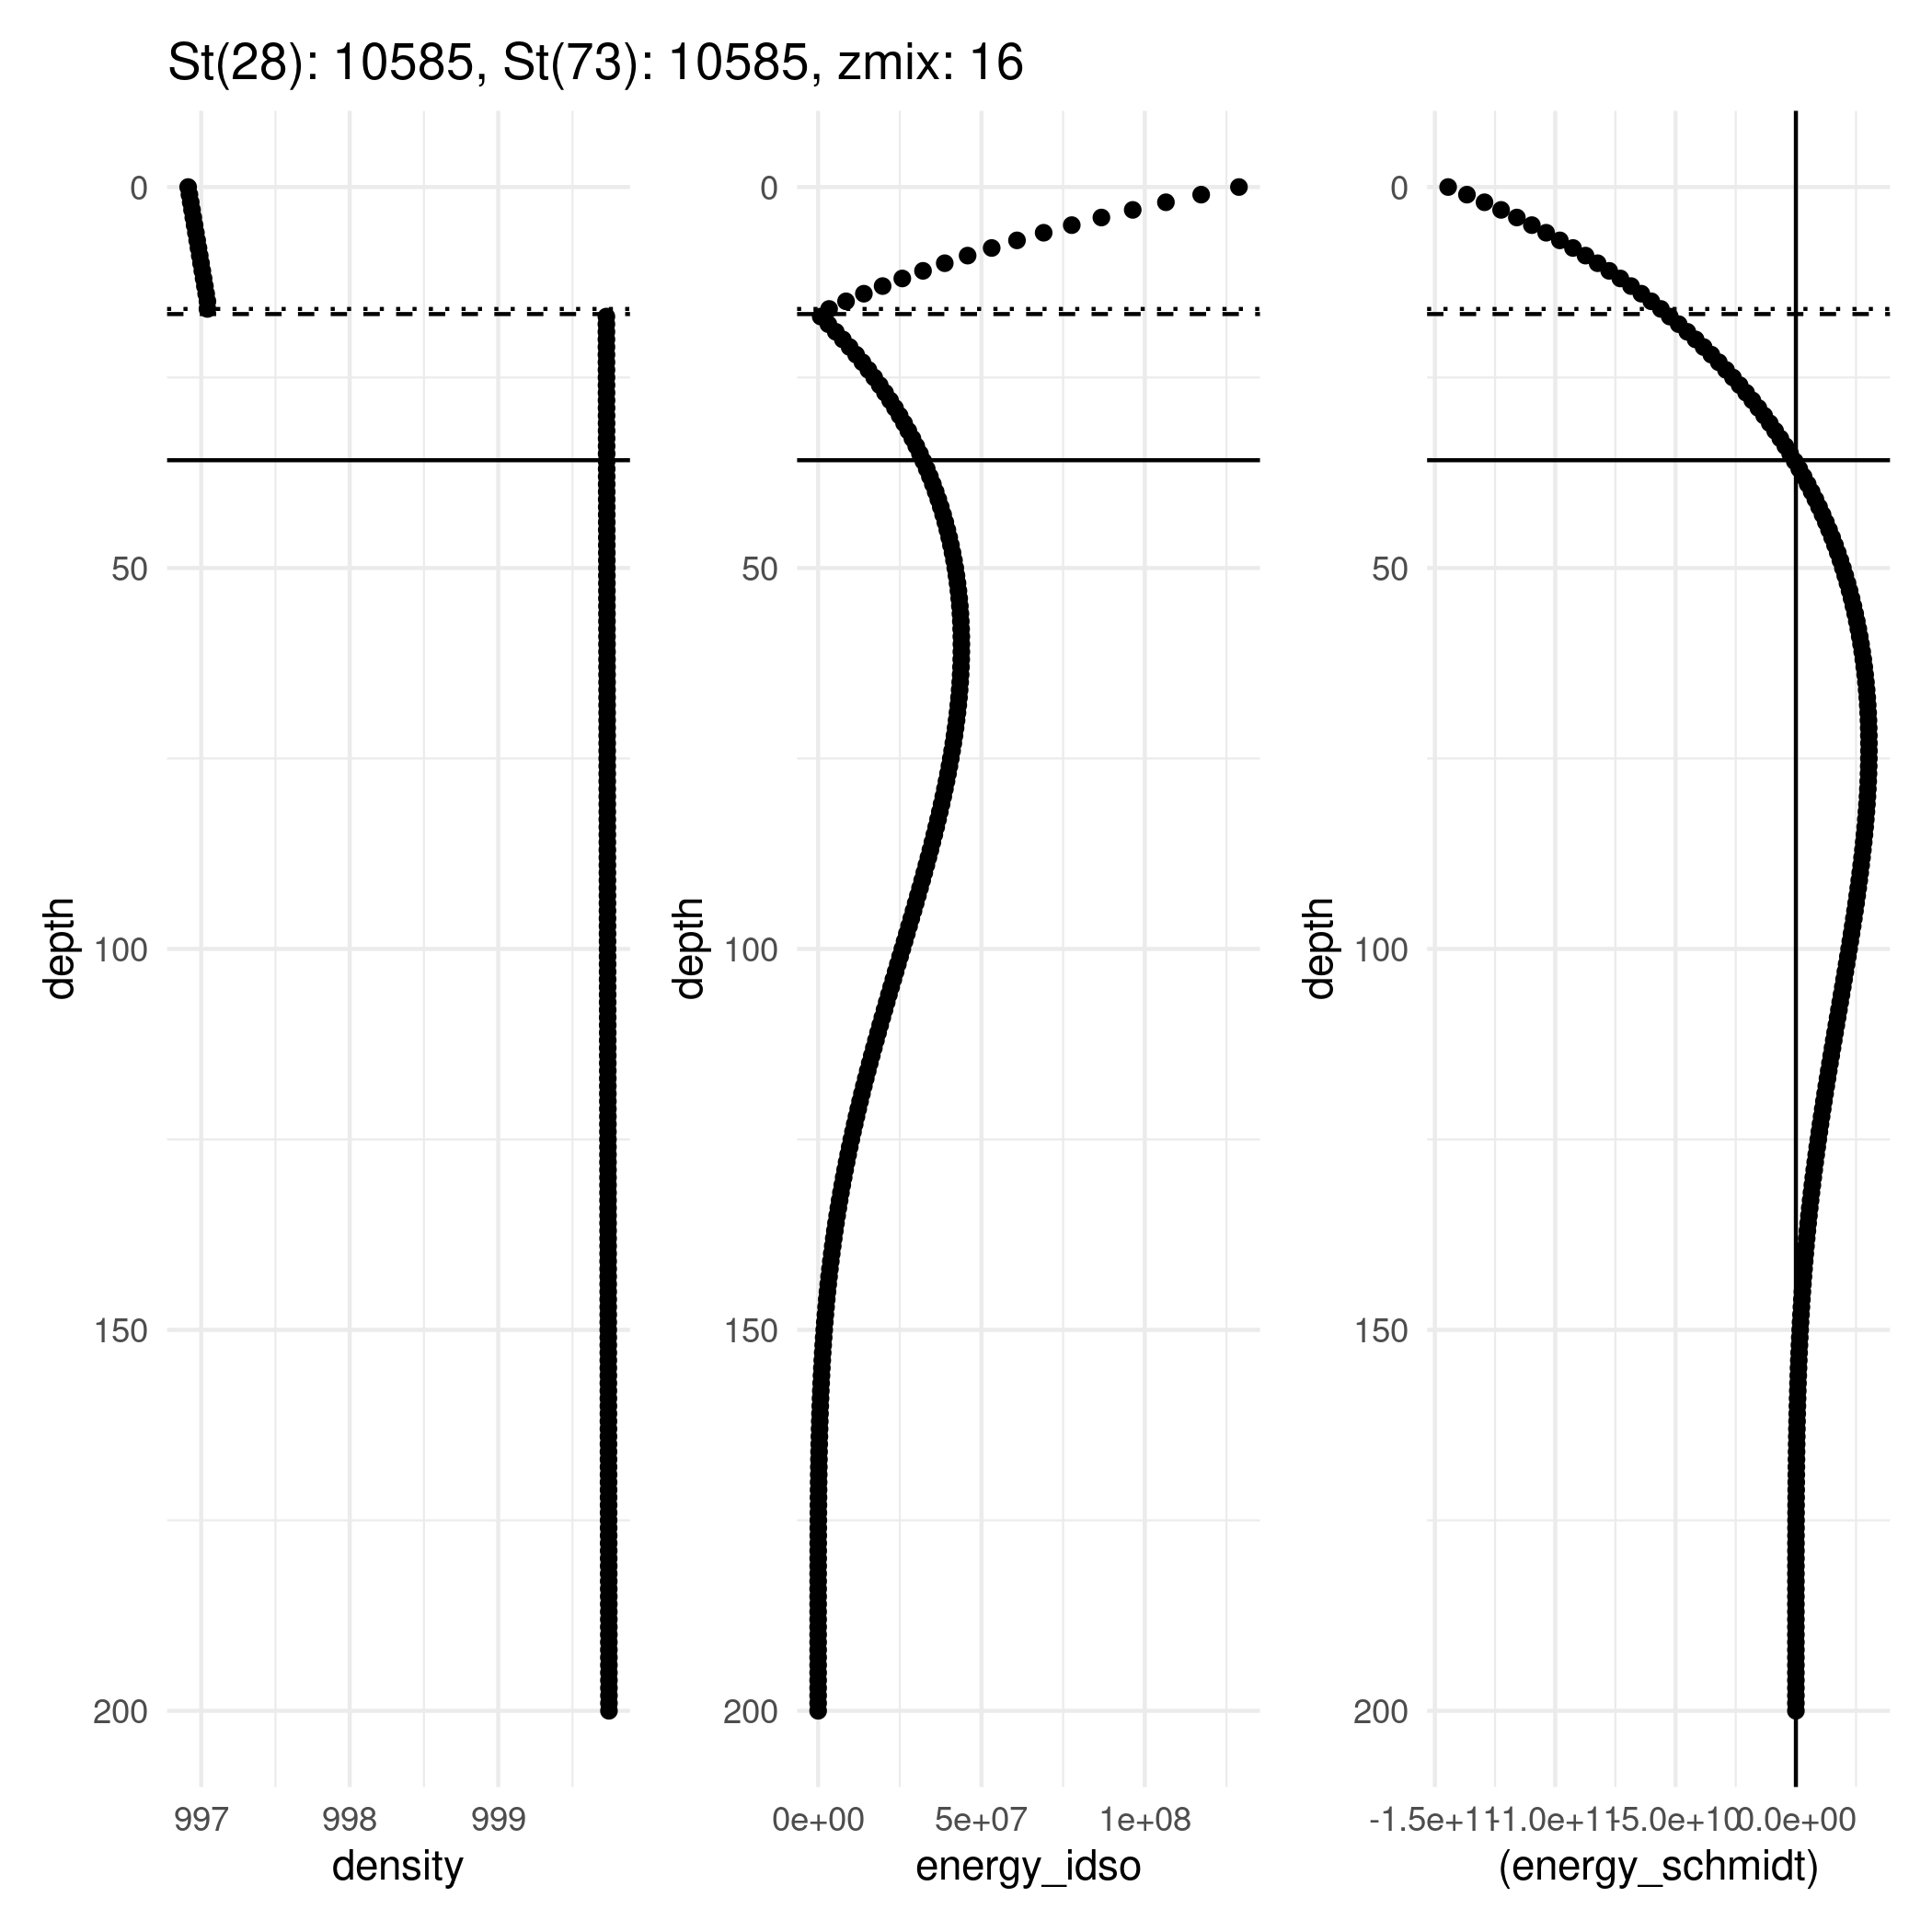 St(28): 10585, St(73): 10585, zmix: 16
0
50
100
150
200
depth
997
998
999
density
0
50
100
150
200
depth
0e+00
5e+07
1e+08
energy_idso
0
50
100
150
200
depth
-1.5e+11
-1.0e+11
-5.0e+10
0.0e+00
(energy_schmidt)